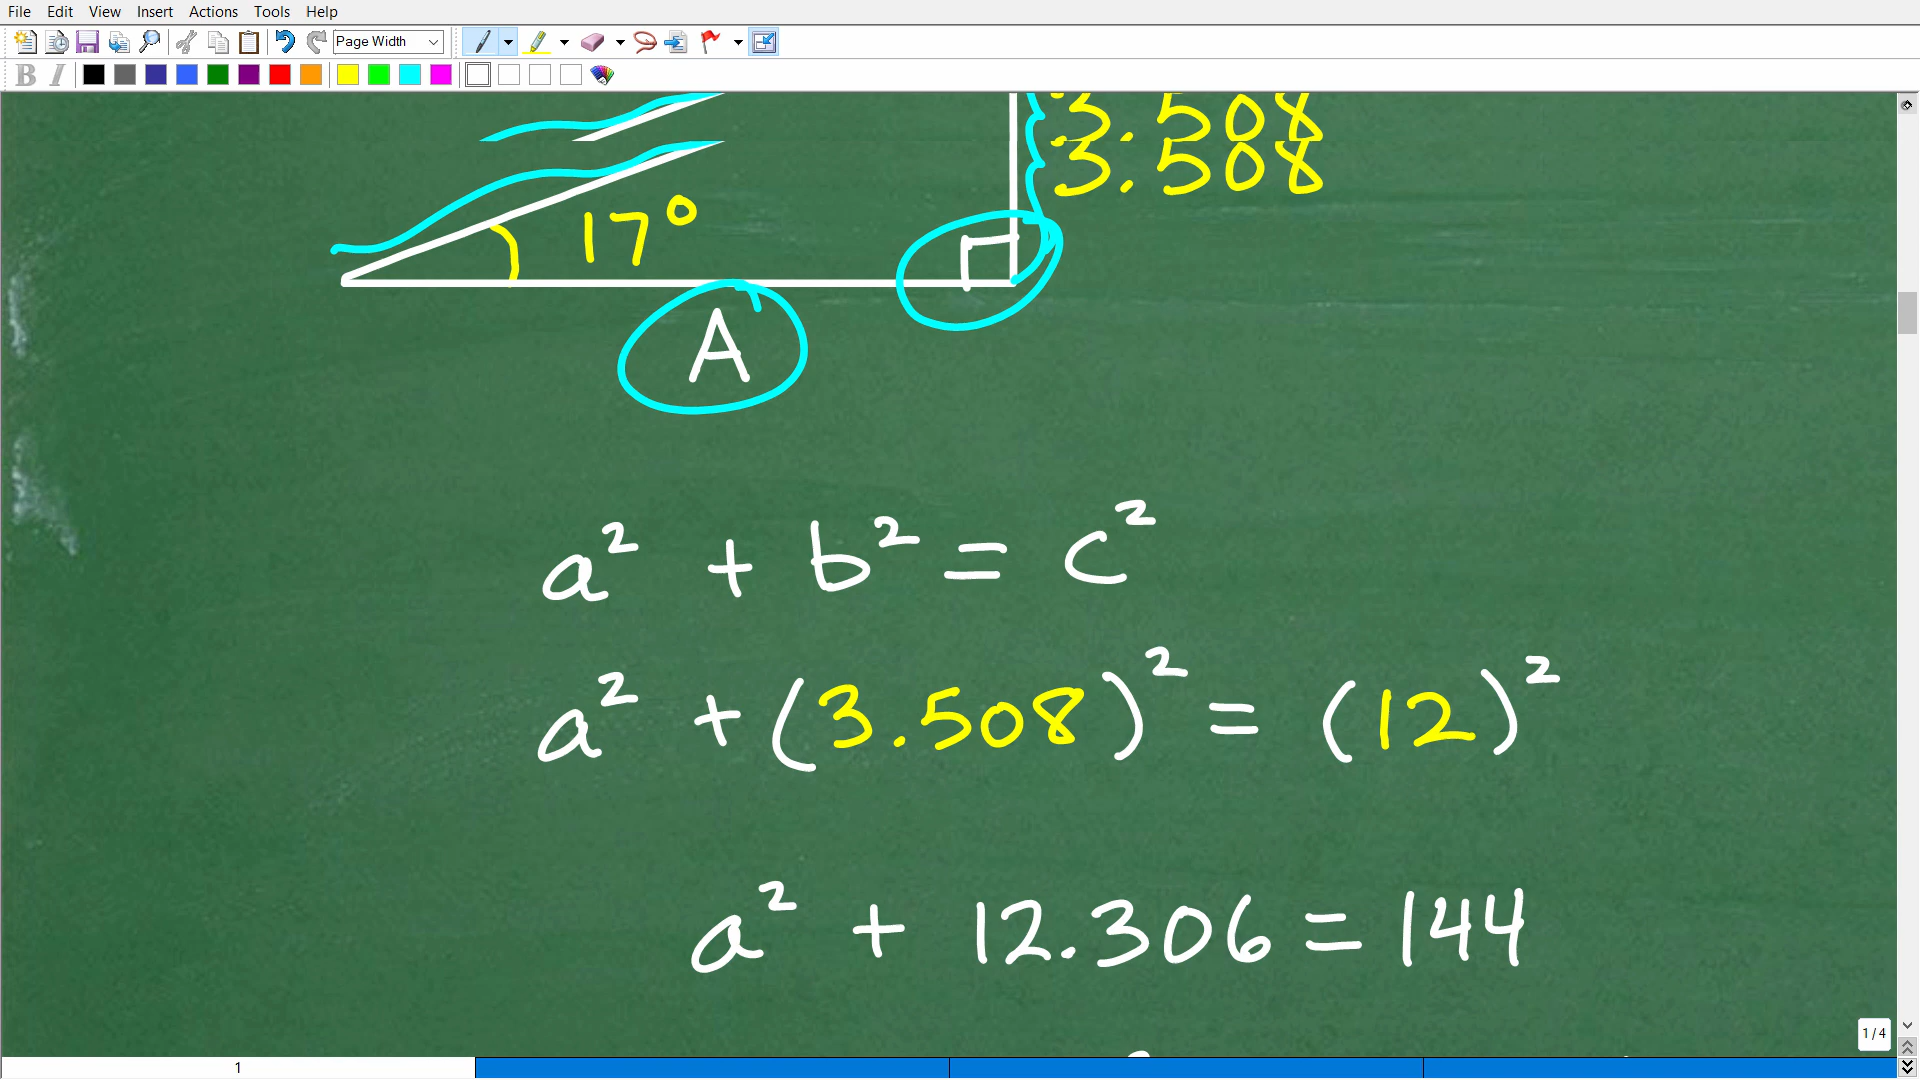 File Edit View Insert Actions Tools Help
Page Width
B I
3.508
3.508
17°
A
a² + b² = c²
a² + (3.508)² = (12)²
a² + 12.306 = 144
1 / 4
1